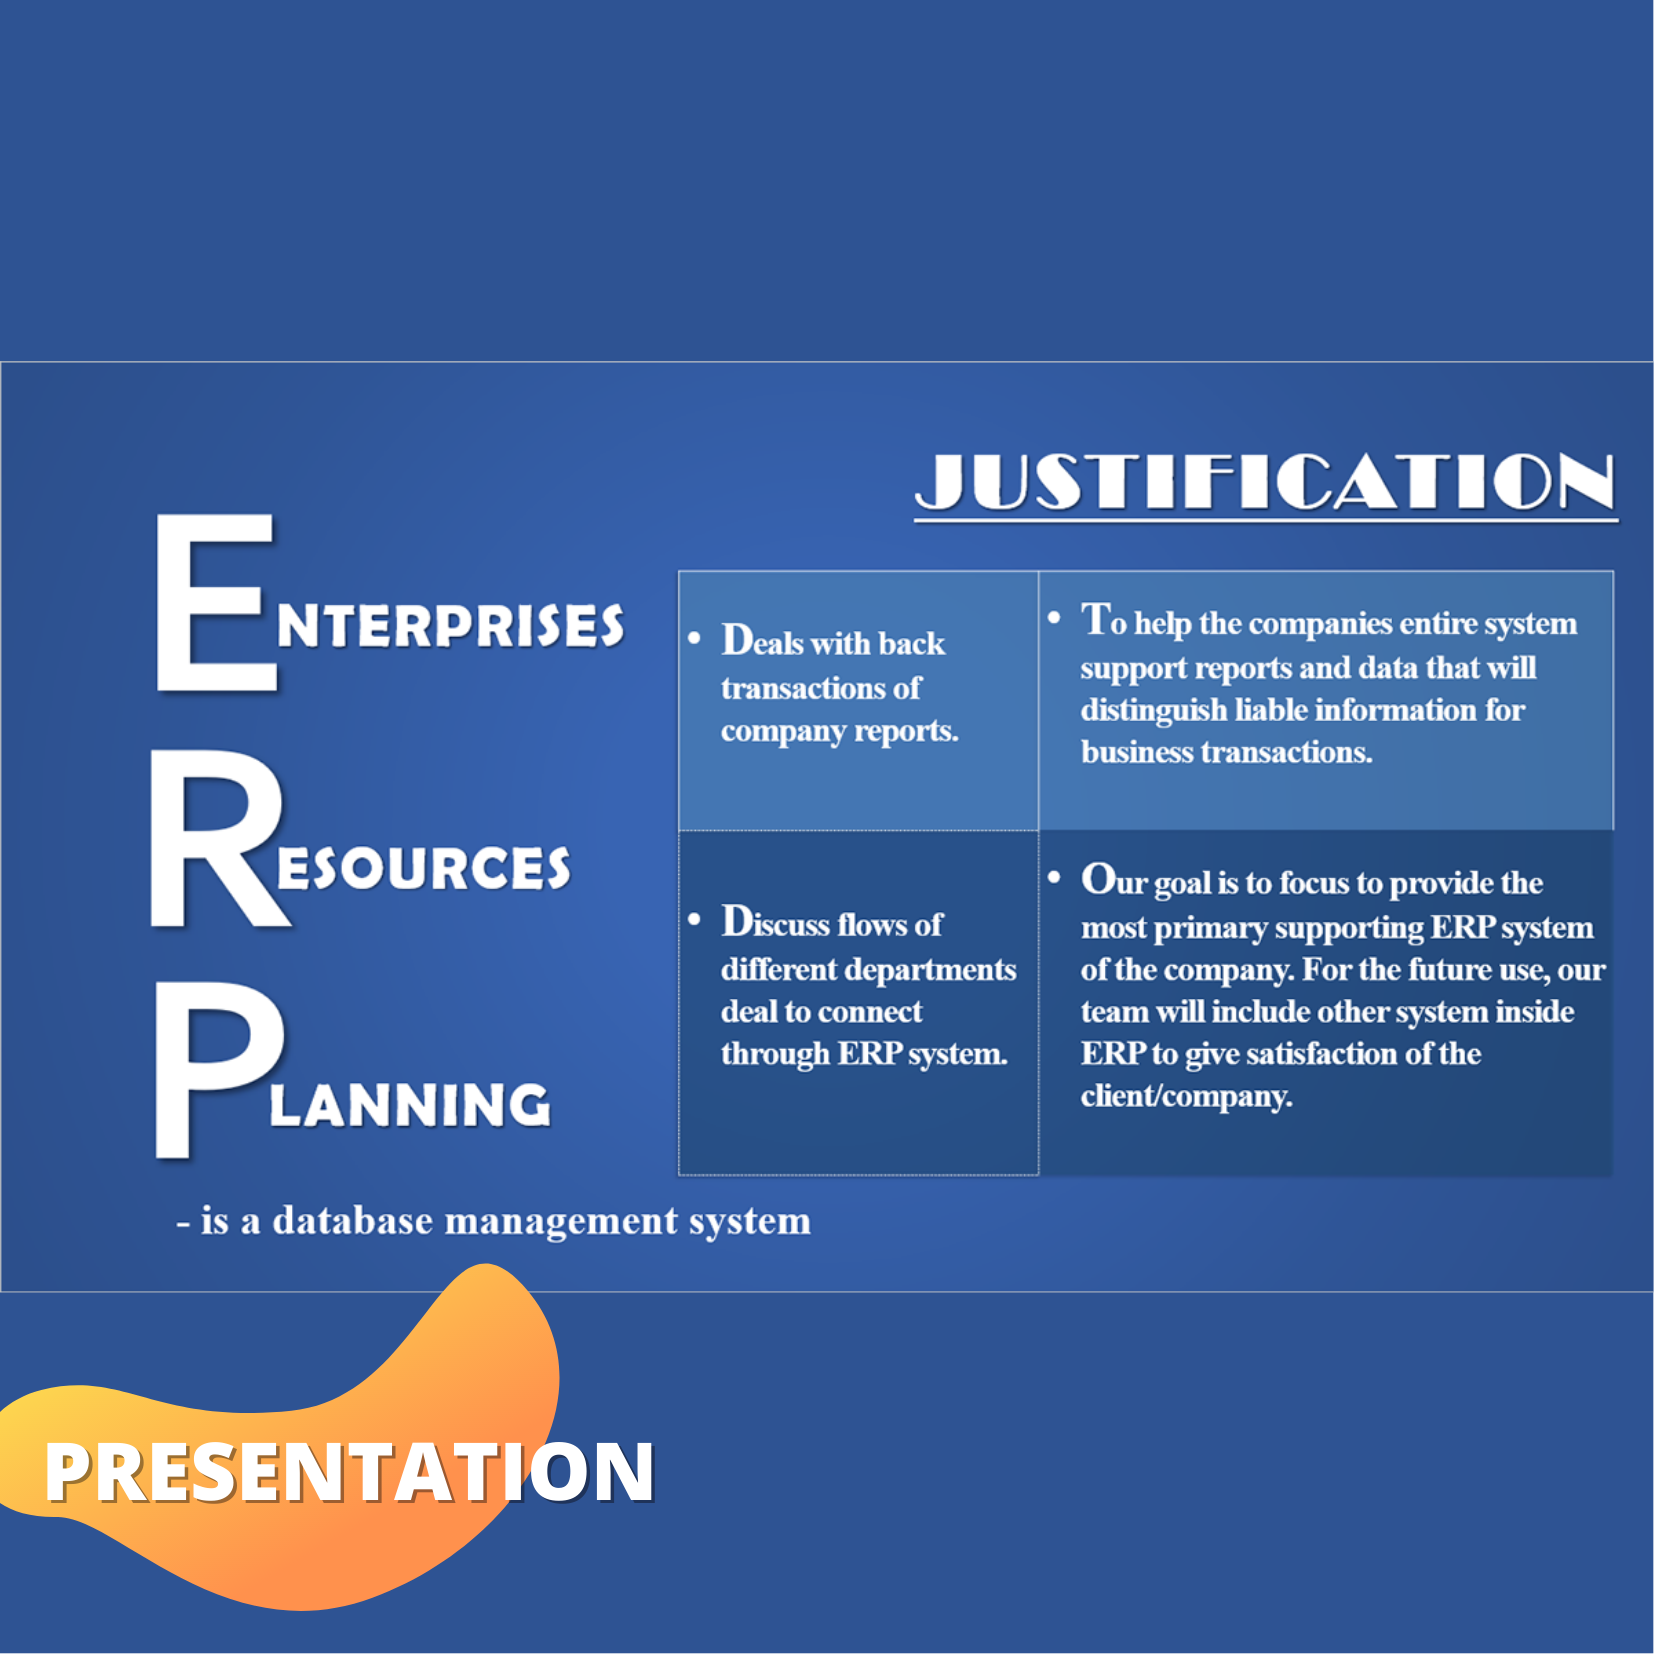 JUSTIFICATION
ENTERPRISES
RESOURCES
PLANNING
- is a database management system
• Deals with back
transactions of
company reports.
• To help the companies entire system
support reports and data that will
distinguish liable information for
business transactions.
• Discuss flows of
different departments
deal to connect
through ERP system.
• Our goal is to focus to provide the
most primary supporting ERP system
of the company. For the future use, our
team will include other system inside
ERP to give satisfaction of the
client/company.
PRESENTATION